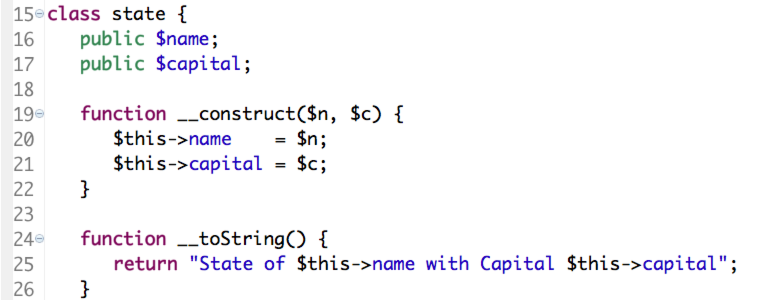 15 class state {
16    public $name;
17    public $capital;
18
19    function __construct($n, $c) {
20       $this->name    = $n;
21       $this->capital = $c;
22    }
23
24    function __toString() {
25       return "State of $this->name with Capital $this->capital";
26    }